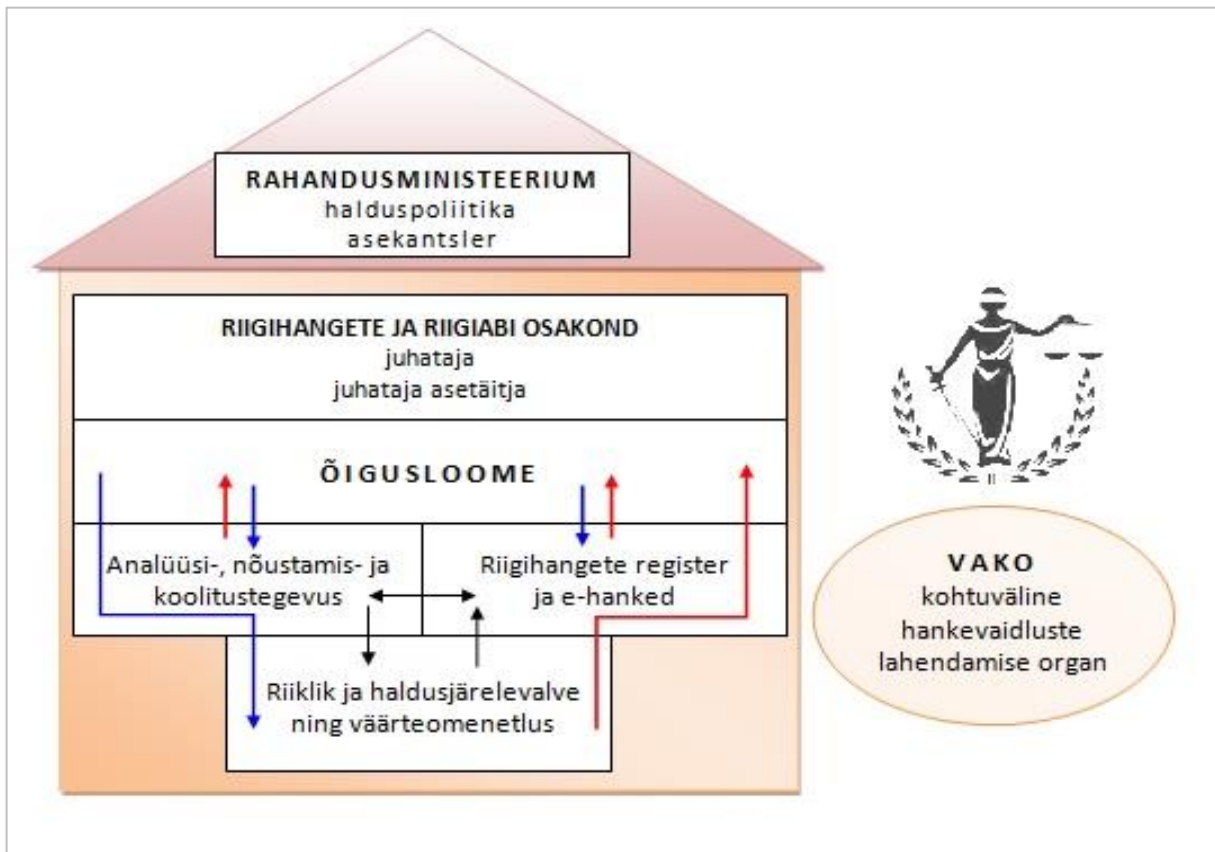 RAHANDUSMINISTEERIUM
halduspoliitika
asekantsler
RIIGIHANGETE JA RIIGIABI OSAKOND
juhataja
juhataja asetäitja
ÕIGUSLOOME
Analüüsi-, nõustamis- ja
koolitustegevus
Riigihangete register
ja e-hanked
Riiklik ja haldusjärelevalve
ning väärteomenetlus
VAKO
kohtuväline
hankevaidluste
lahendamise organ